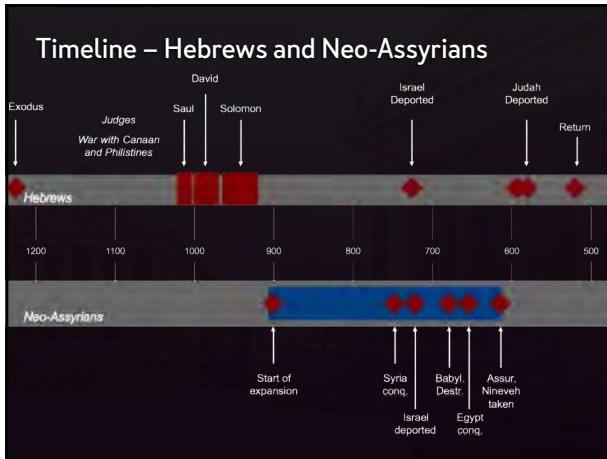 Timeline – Hebrews and Neo-Assyrians
David
Exodus
Judges
Saul
Solomon
Israel
Deported
Judah
Deported
War with Canaan
and Philistines
Return
Hebrews
1200 1100 1000 900 800 700 600 500
Neo-Assyrians
Start of
expansion
Syria
conq.
Israel
deported
Babyl.
Destr.
Egypt
conq.
Assur,
Nineveh
taken